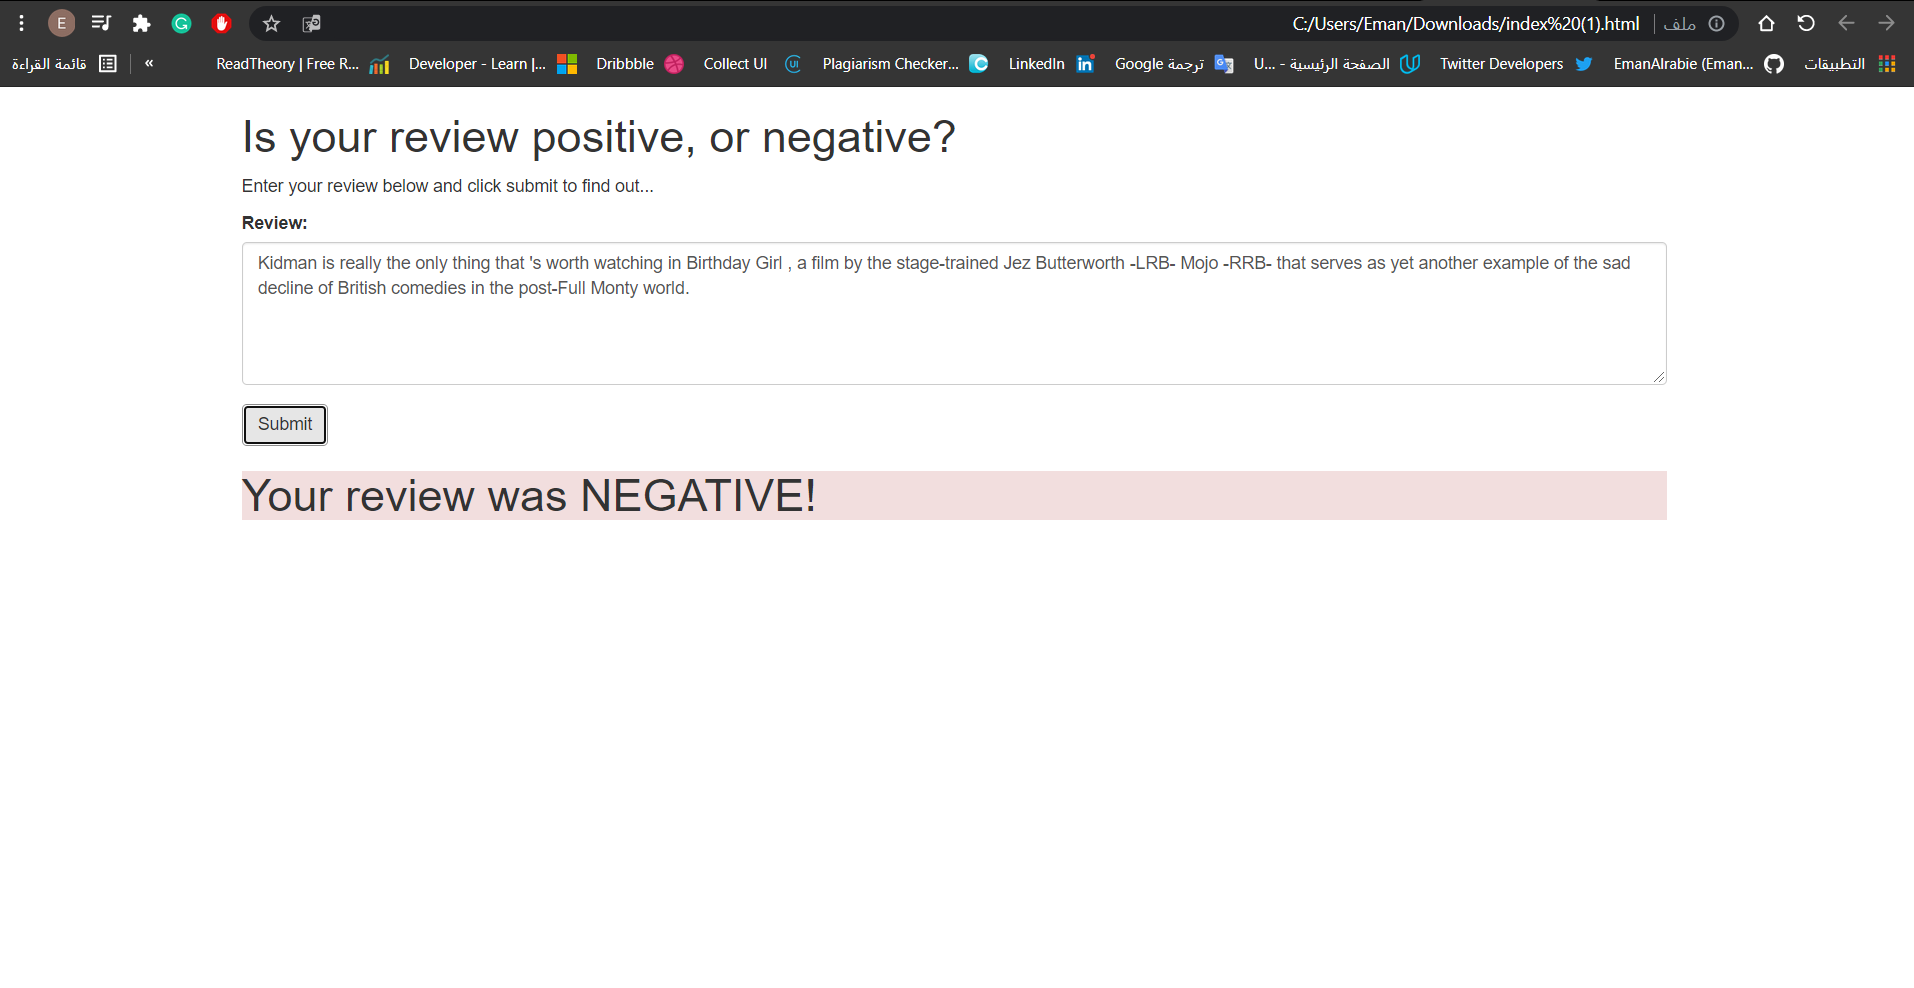 E
C:/Users/Eman/Downloads/index%20(1).html
ملف
قائمة القراءة
«
ReadTheory | Free R...
Developer - Learn |...
Dribbble
Collect UI
UI
Plagiarism Checker...
LinkedIn
in
ترجمة Google
G
الصفحة الرئيسية - U...
Twitter Developers
EmanAlrabie (Eman...
التطبيقات
Is your review positive, or negative?
Enter your review below and click submit to find out...
Review:
Kidman is really the only thing that 's worth watching in Birthday Girl , a film by the stage-trained Jez Butterworth -LRB- Mojo -RRB- that serves as yet another example of the sad
decline of British comedies in the post-Full Monty world.
Submit
Your review was NEGATIVE!